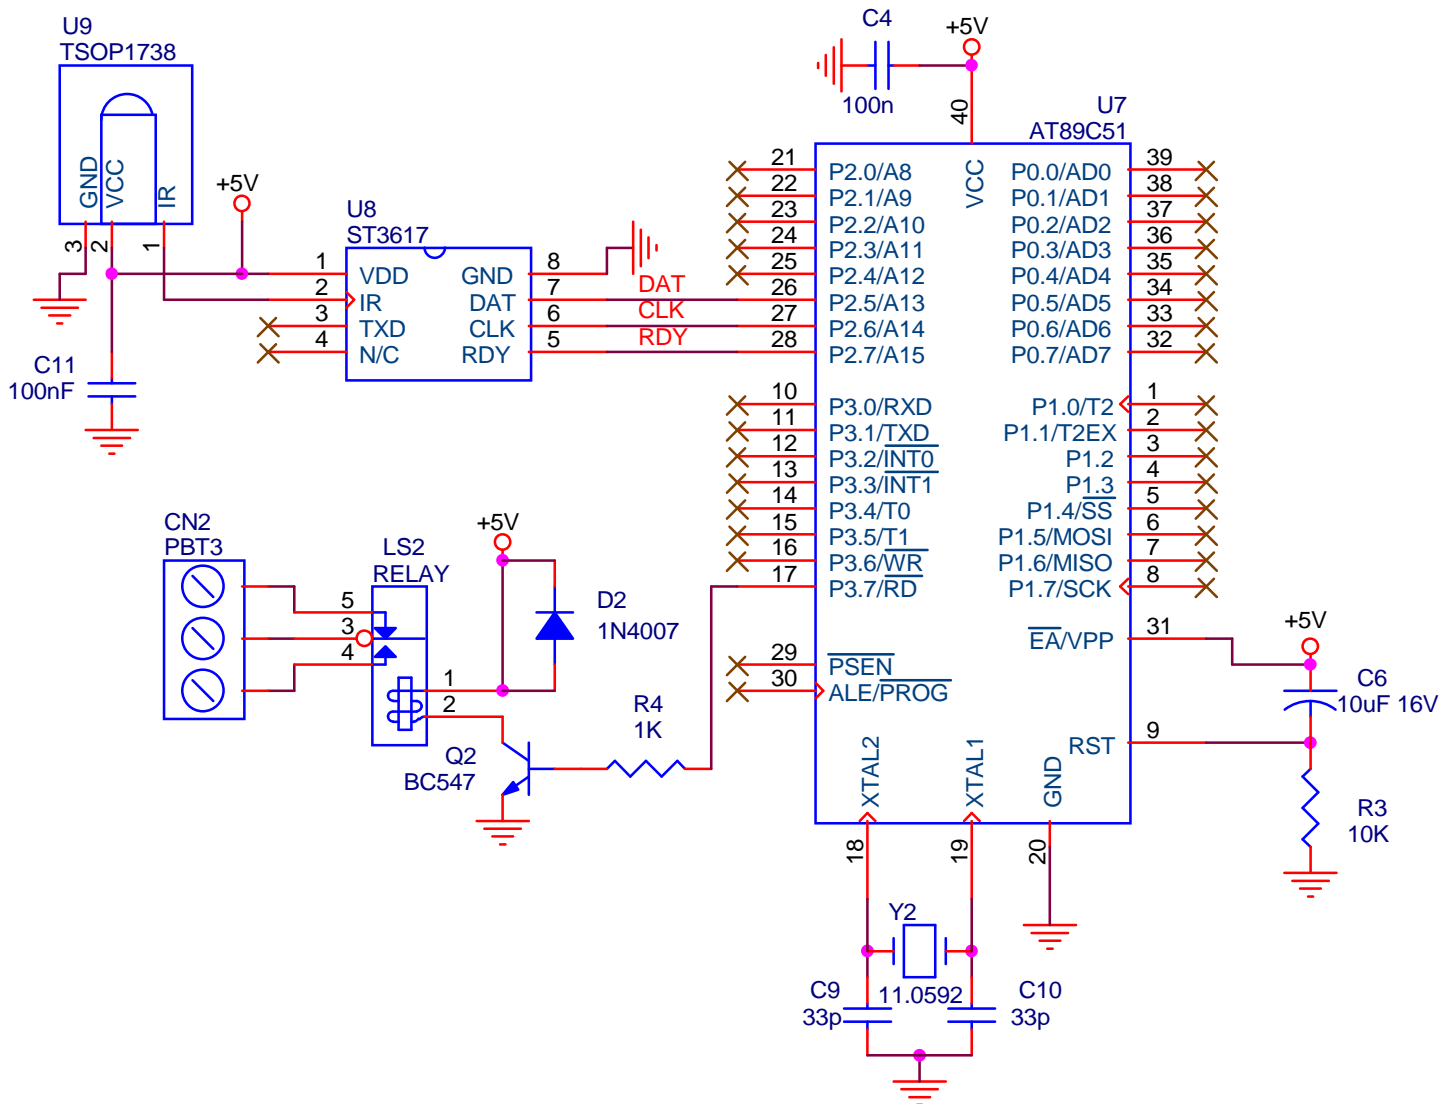 U9
TSOP1738
GND
VCC
IR
3
2
1
+5V
C11
100nF
U8
ST3617
1
2
3
4
VDD
IR
TXD
N/C
GND
DAT
CLK
RDY
8
7
6
5
DAT
CLK
RDY
C4
100n
+5V
40
U7
AT89C51
VCC
21 P2.0/A8
22 P2.1/A9
23 P2.2/A10
24 P2.3/A11
25 P2.4/A12
26 P2.5/A13
27 P2.6/A14
28 P2.7/A15
10 P3.0/RXD
11 P3.1/TXD
12 P3.2/INT0
13 P3.3/INT1
14 P3.4/T0
15 P3.5/T1
16 P3.6/WR
17 P3.7/RD
29 PSEN
30 ALE/PROG
P0.0/AD0 39
P0.1/AD1 38
P0.2/AD2 37
P0.3/AD3 36
P0.4/AD4 35
P0.5/AD5 34
P0.6/AD6 33
P0.7/AD7 32
P1.0/T2 1
P1.1/T2EX 2
P1.2 3
P1.3 4
P1.4/SS 5
P1.5/MOSI 6
P1.6/MISO 7
P1.7/SCK 8
EA/VPP 31
RST 9
XTAL2
XTAL1
GND
18
19
20
+5V
C6
10uF 16V
R3
10K
CN2
PBT3
LS2
RELAY
5
3
4
1
2
+5V
D2
1N4007
R4
1K
Q2
BC547
Y2
11.0592
C9
33p
C10
33p